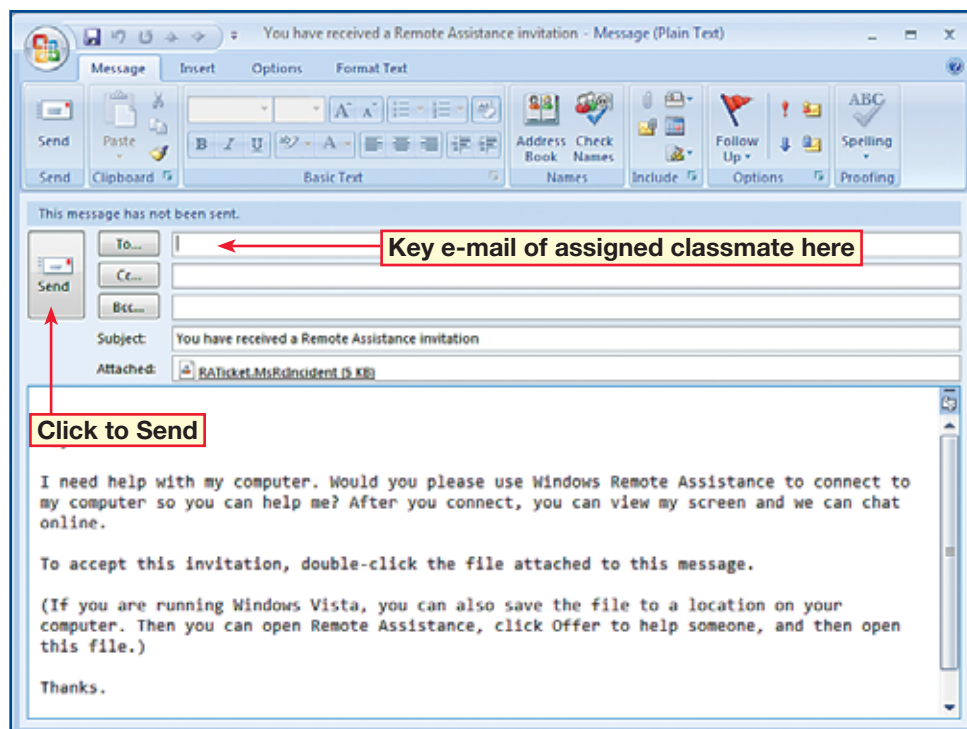 You have received a Remote Assistance invitation - Message (Plain Text)
Message Insert Options Format Text
Send Paste B I U A A A Address Book Check Names Follow Up ABC Spelling
Send Clipboard Basic Text Names Include Options Proofing
This message has not been sent.
To... Key e-mail of assigned classmate here
Send Cc...
Bcc...
Subject: You have received a Remote Assistance invitation
Attached: RATicket.MsRcIncident (5 KB)
Click to Send
I need help with my computer. Would you please use Windows Remote Assistance to connect to
my computer so you can help me? After you connect, you can view my screen and we can chat
online.
To accept this invitation, double-click the file attached to this message.
(If you are running Windows Vista, you can also save the file to a location on your
computer. Then you can open Remote Assistance, click Offer to help someone, and then open
this file.)
Thanks.